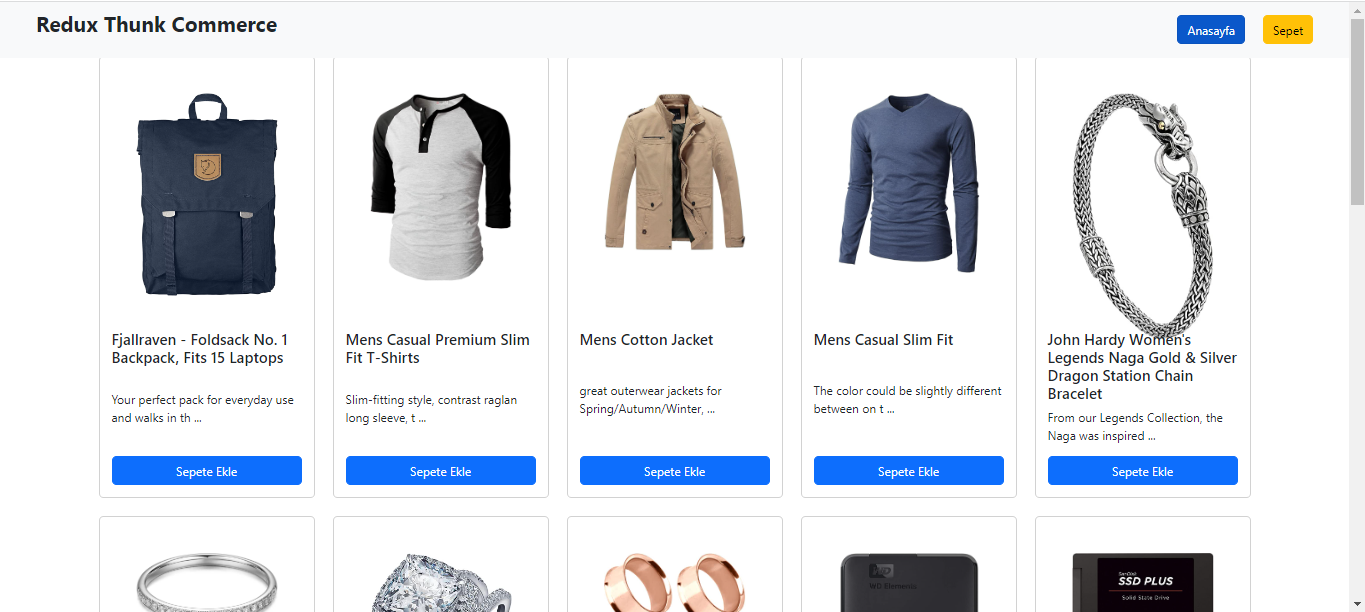 Redux Thunk Commerce
Anasayfa
Sepet
Fjallraven - Foldsack No. 1
Backpack, Fits 15 Laptops
Your perfect pack for everyday use
and walks in th ...
Sepete Ekle
Mens Casual Premium Slim
Fit T-Shirts
Slim-fitting style, contrast raglan
long sleeve, t ...
Sepete Ekle
Mens Cotton Jacket
great outerwear jackets for
Spring/Autumn/Winter, ...
Sepete Ekle
Mens Casual Slim Fit
The color could be slightly different
between on t ...
Sepete Ekle
John Hardy Women's
Legends Naga Gold & Silver
Dragon Station Chain
Bracelet
From our Legends Collection, the
Naga was inspired ...
Sepete Ekle
WD
WD Elements
SanDisk
SSD PLUS
Solid State Drive